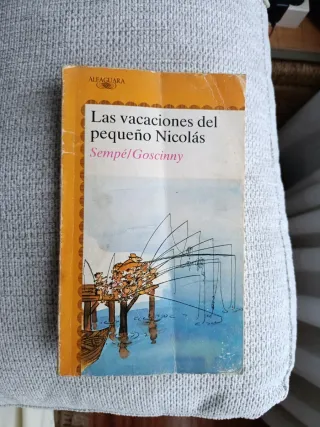 ALFAGUARA
Las vacaciones del
pequeño Nicolás
Sempé/Goscinny